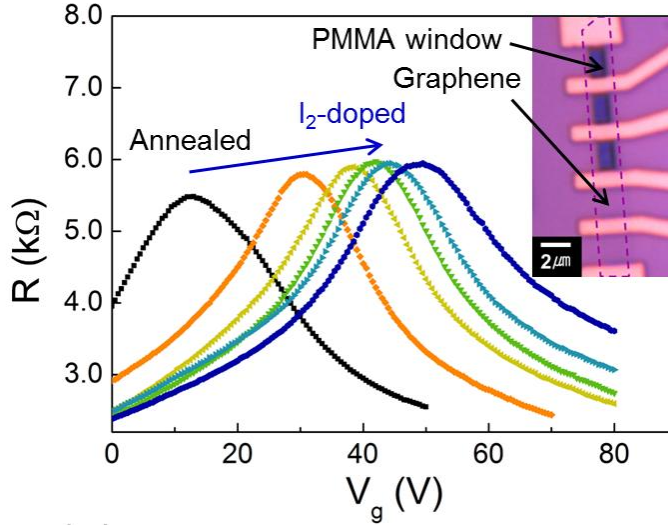 8.0
7.0
6.0
5.0
4.0
3.0
R (kΩ)
Annealed
I₂-doped
PMMA window
Graphene
2㎛
0
20
40
60
80
V_g (V)